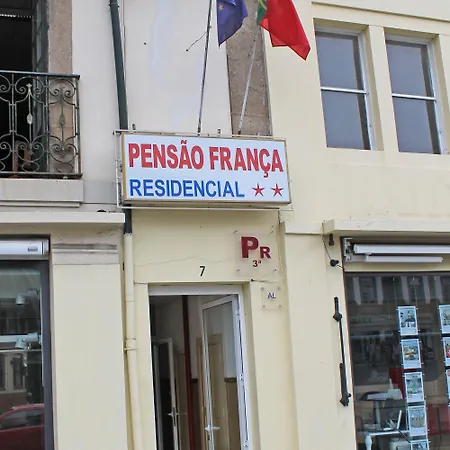 PENSÃO FRANÇA
RESIDENCIAL ★ ★
PR
3ª
7
AL